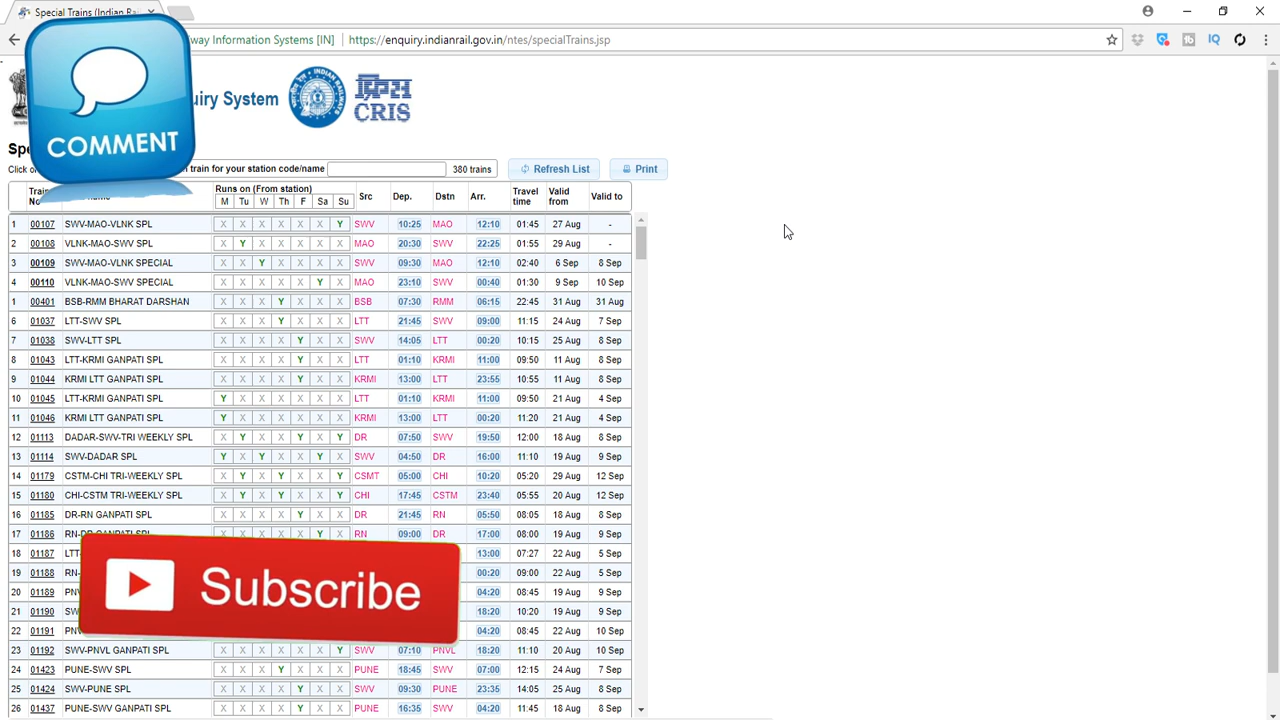 Special Trains (Indian Ra
way Information Systems [IN] https://enquiry.indianrail.gov.in/ntes/specialTrains.jsp
IQ
COMMENT
uiry System
INDIAN RAILWAYS
CRIS
Spe
Click o train for your station code/name 380 trains Refresh List Print
Train No name Runs on (From station) Src Dep. Dstn Arr. Travel time Valid from Valid to
M Tu W Th F Sa Su
1 00107 SWV-MAO-VLNK SPL X X X X X X Y SWV 10:25 MAO 12:10 01:45 27 Aug -
2 00108 VLNK-MAO-SWV SPL X Y X X X X X MAO 20:30 SWV 22:25 01:55 29 Aug -
3 00109 SWV-MAO-VLNK SPECIAL X X Y X X X X SWV 09:30 MAO 12:10 02:40 6 Sep 8 Sep
4 00110 VLNK-MAO-SWV SPECIAL X X X X X Y X MAO 23:10 SWV 00:40 01:30 9 Sep 10 Sep
1 00401 BSB-RMM BHARAT DARSHAN X X X Y X X X BSB 07:30 RMM 06:15 22:45 31 Aug 31 Aug
6 01037 LTT-SWV SPL X X X Y X X X LTT 21:45 SWV 09:00 11:15 24 Aug 7 Sep
7 01038 SWV-LTT SPL X X X X Y X X SWV 14:05 LTT 00:20 10:15 25 Aug 8 Sep
8 01043 LTT-KRMI GANPATI SPL X X X X Y X X LTT 01:10 KRMI 11:00 09:50 11 Aug 8 Sep
9 01044 KRMI LTT GANPATI SPL X X X X Y X X KRMI 13:00 LTT 23:55 10:55 11 Aug 8 Sep
10 01045 LTT-KRMI GANPATI SPL Y X X X X X X LTT 01:10 KRMI 11:00 09:50 21 Aug 4 Sep
11 01046 KRMI LTT GANPATI SPL Y X X X X X X KRMI 13:00 LTT 00:20 11:20 21 Aug 4 Sep
12 01113 DADAR-SWV-TRI WEEKLY SPL X Y X X Y X Y DR 07:50 SWV 19:50 12:00 18 Aug 8 Sep
13 01114 SWV-DADAR SPL Y X Y X X Y X SWV 04:50 DR 16:00 11:10 19 Aug 9 Sep
14 01179 CSTM-CHI TRI-WEEKLY SPL X Y X Y X X Y CSMT 05:00 CHI 10:20 05:20 29 Aug 12 Sep
15 01180 CHI-CSTM TRI-WEEKLY SPL X Y X Y X X Y CHI 17:45 CSTM 23:40 05:55 20 Aug 12 Sep
16 01185 DR-RN GANPATI SPL X X X X Y X X DR 21:45 RN 05:50 08:05 18 Aug 8 Sep
17 01186 RN-DR GANPATI SPL X X X X X Y X RN 09:00 DR 17:00 08:00 19 Aug 9 Sep
18 01187 LTT 13:00 07:27 22 Aug 5 Sep
19 01188 RN- 00:20 09:00 22 Aug 5 Sep
20 01189 PN 04:20 08:45 19 Aug 9 Sep
21 01190 SW 18:20 10:20 19 Aug 9 Sep
22 01191 PN 04:20 08:45 22 Aug 10 Sep
23 01192 SWV-PNVL GANPATI SPL X X X X X X Y SWV 07:10 PNVL 18:20 11:10 20 Aug 10 Sep
24 01423 PUNE-SWV SPL X X X Y X X X PUNE 18:45 SWV 07:00 12:15 24 Aug 7 Sep
25 01424 SWV-PUNE SPL X X X X Y X X SWV 09:30 PUNE 23:35 14:05 25 Aug 8 Sep
26 01437 PUNE-SWV GANPATI SPL X X X X Y X X PUNE 16:35 SWV 04:20 11:45 18 Aug 8 Sep
Subscribe